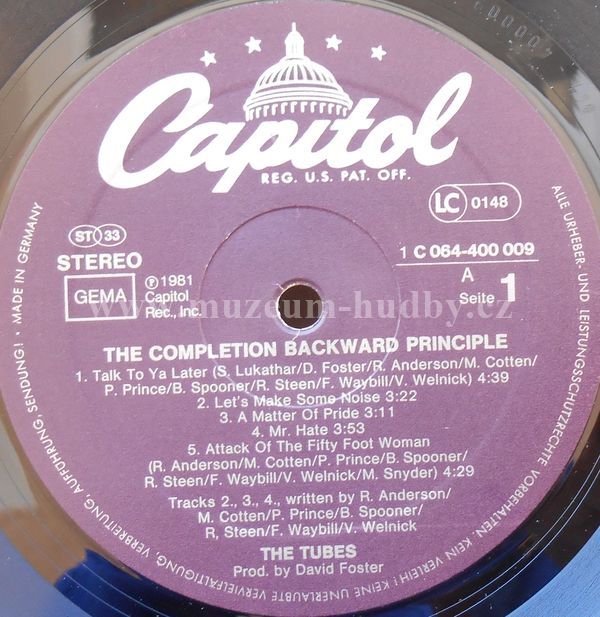 Capitol
REG. U.S. PAT. OFF.
LC 0148
ST 33
STEREO
GEMA
℗ 1981
Capitol
Rec., Inc.
1 C 064-400 009
A
Seite 1
www.muzeum-hudby.cz
THE COMPLETION BACKWARD PRINCIPLE
1. Talk To Ya Later (S. Lukathar/D. Foster/R. Anderson/M. Cotten/
P. Prince/B. Spooner/R. Steen/F. Waybill/V. Welnick) 4:39
2. Let's Make Some Noise 3:22
3. A Matter Of Pride 3:11
4. Mr. Hate 3:53
5. Attack Of The Fifty Foot Woman
(R. Anderson/M. Cotten/P. Prince/B. Spooner/
R. Steen/F. Waybill/V. Welnick/M. Snyder) 4:29
Tracks 2., 3., 4., written by R. Anderson/
M. Cotten/P. Prince/B. Spooner/
R, Steen/F. Waybill/V. Welnick
THE TUBES
Prod. by David Foster
ALLE URHEBER- UND LEISTUNGSSCHUTZRECHTE VORBEHALTEN. KEIN VERLEIH! KEINE UNERLAUBTE VERVIELFÄLTIGUNG, VERBREITUNG, AUFFÜHRUNG, SENDUNG! · MADE IN GERMANY